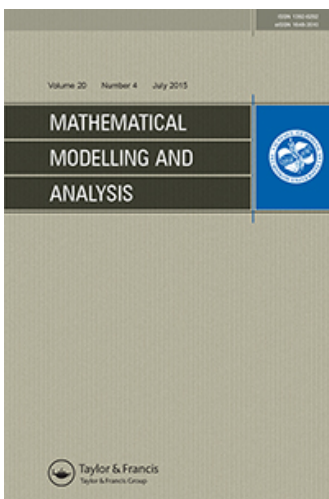 ISSN 1392-6292
eISSN 1648-3510
Volume 20 Number 4 July 2015
MATHEMATICAL
MODELLING AND
ANALYSIS
Taylor & Francis
Taylor & Francis Group